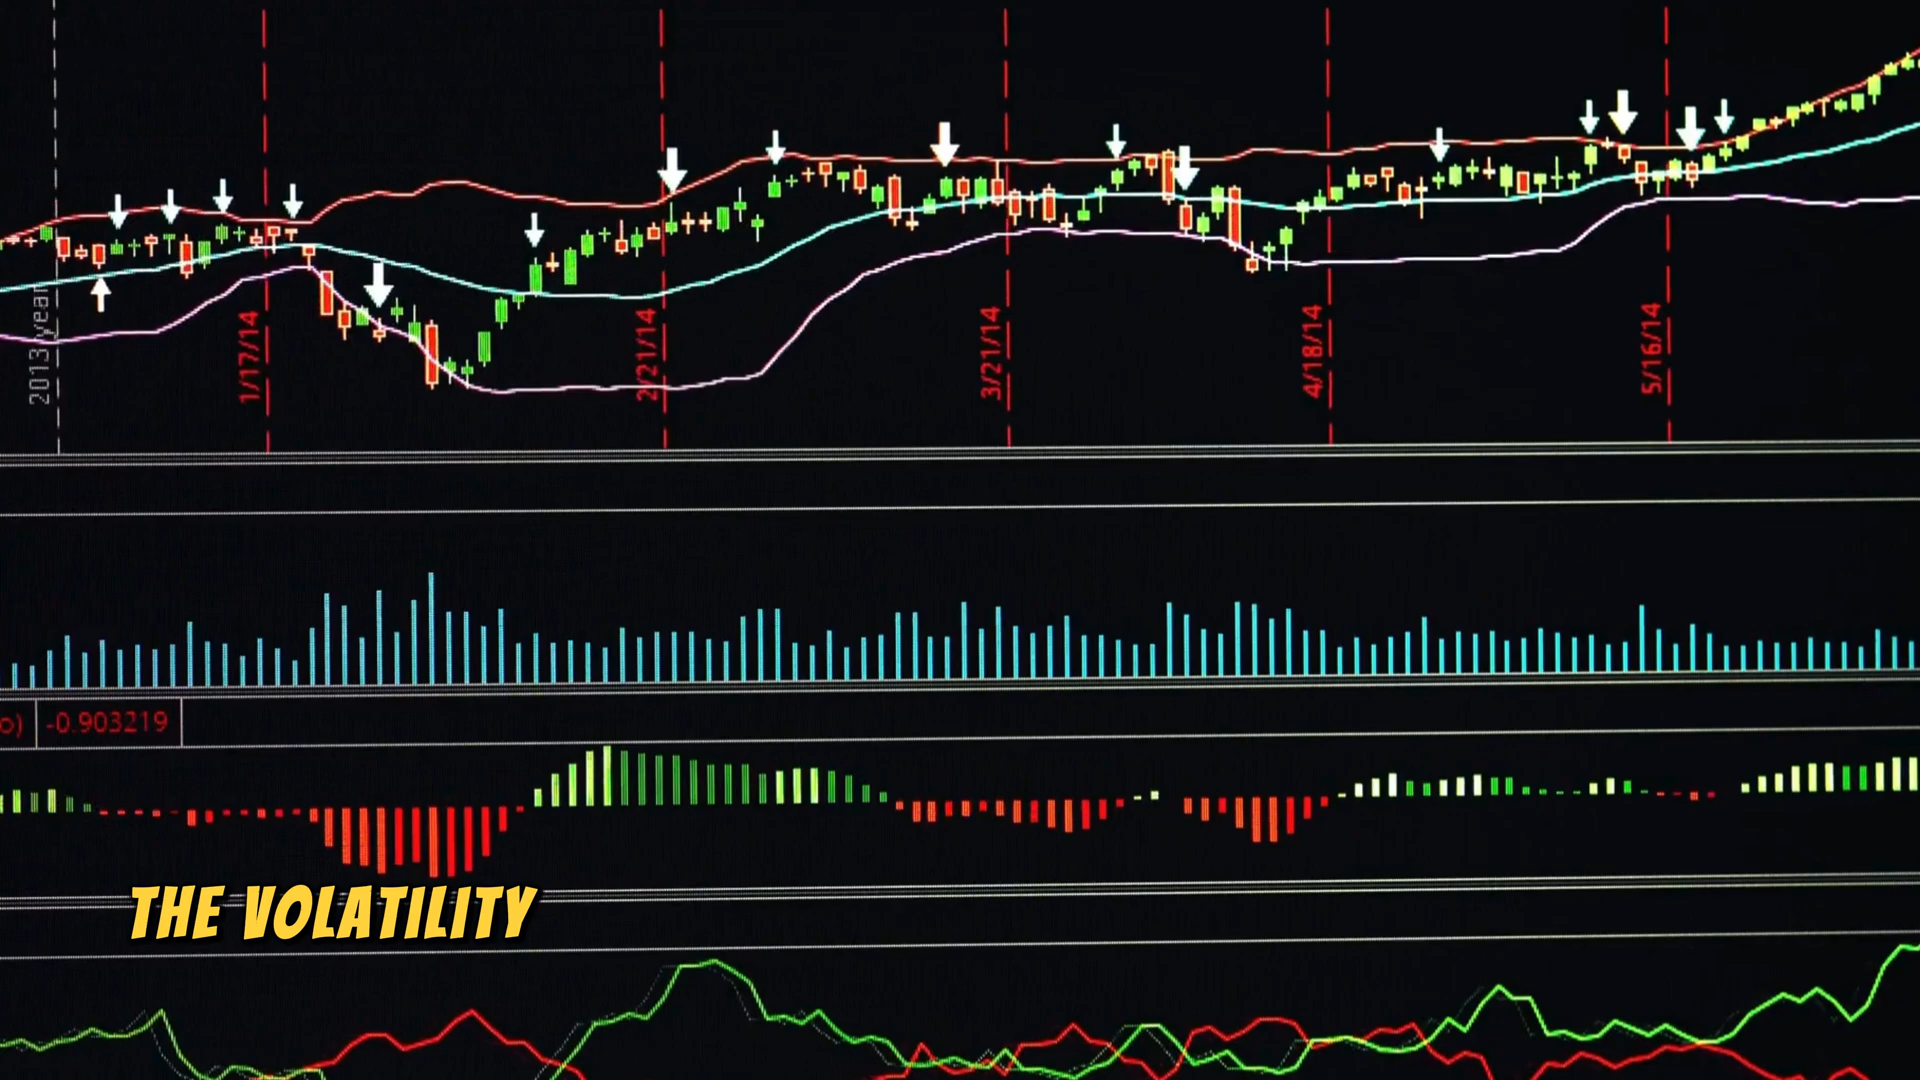 2013 year
1/17/14
2/21/14
3/21/14
4/18/14
5/16/14
o)
-0.903219
THE VOLATILITY